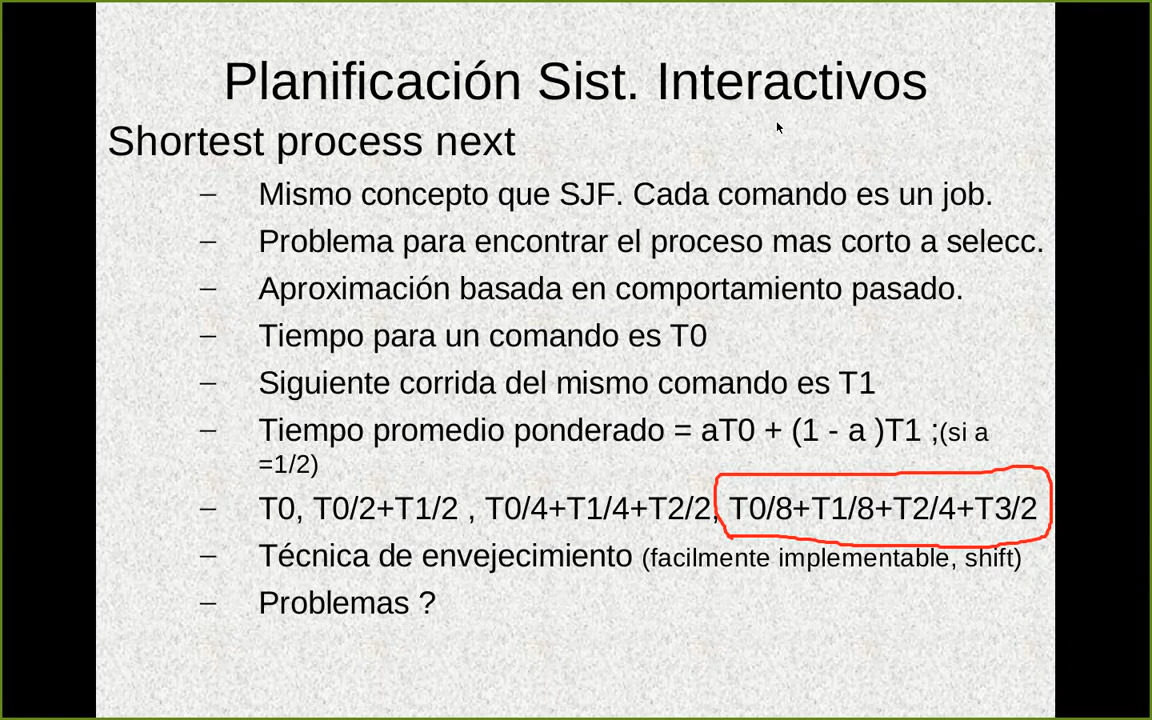 Planificación Sist. Interactivos
Shortest process next
– Mismo concepto que SJF. Cada comando es un job.
– Problema para encontrar el proceso mas corto a selecc.
– Aproximación basada en comportamiento pasado.
– Tiempo para un comando es T0
– Siguiente corrida del mismo comando es T1
– Tiempo promedio ponderado = aT0 + (1 - a )T1 ;(si a
=1/2)
– T0, T0/2+T1/2 , T0/4+T1/4+T2/2, T0/8+T1/8+T2/4+T3/2
– Técnica de envejecimiento (facilmente implementable, shift)
– Problemas ?